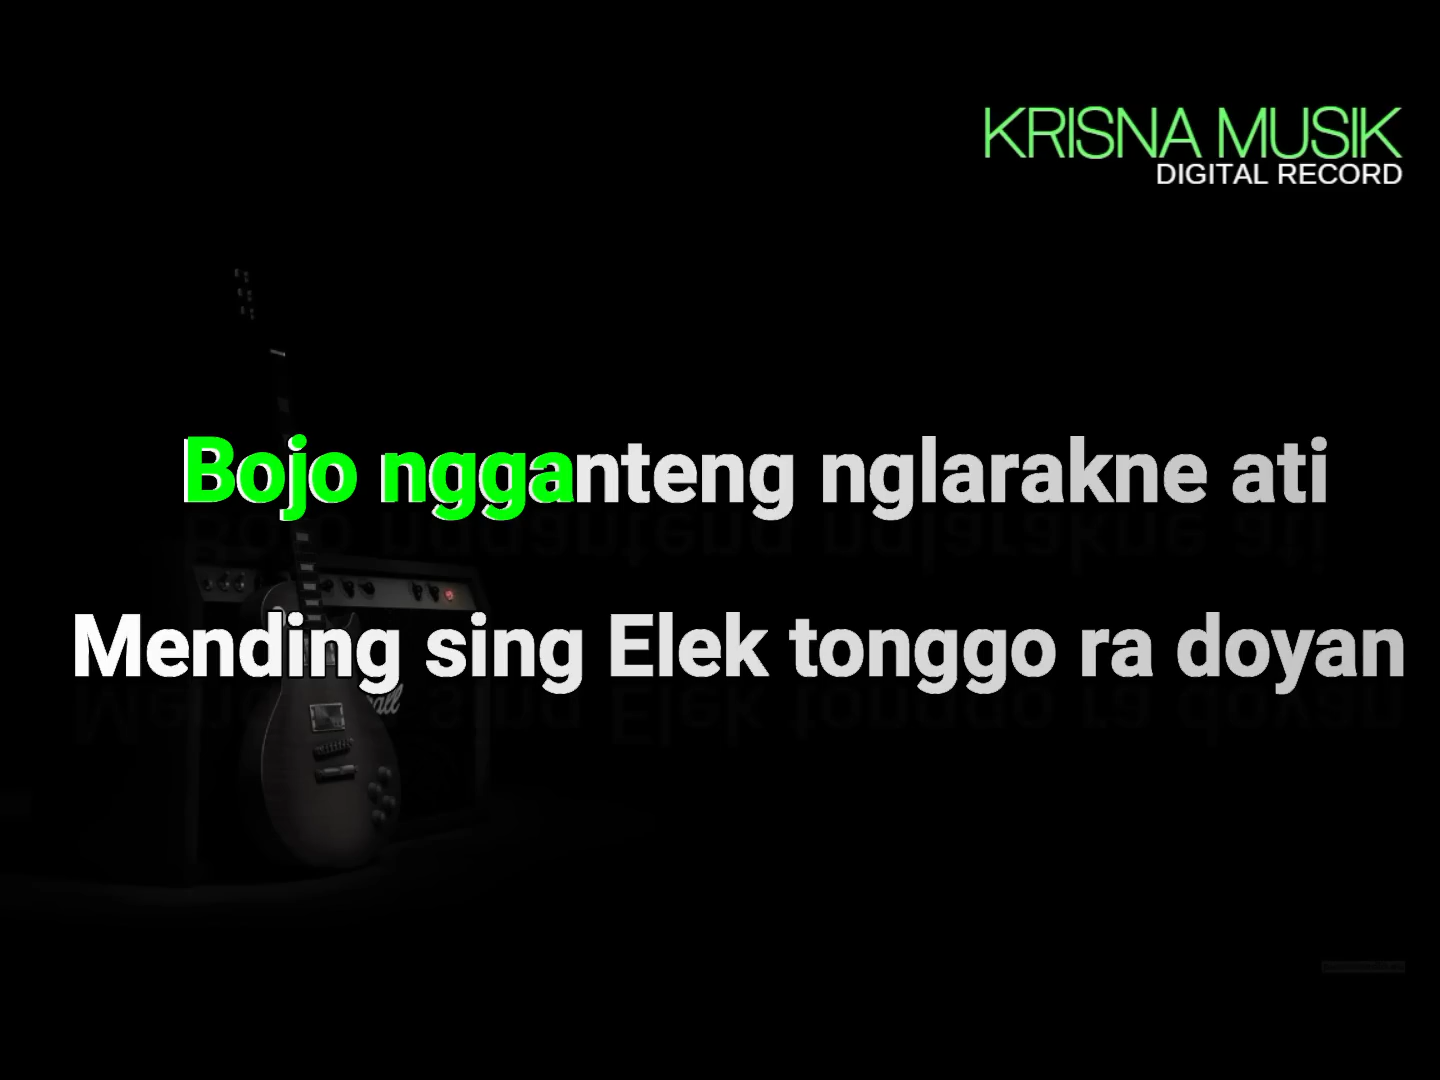 KRISNA MUSIK
DIGITAL RECORD
Bojo ngganteng nglarakne ati
Mending sing Elek tonggo ra doyan